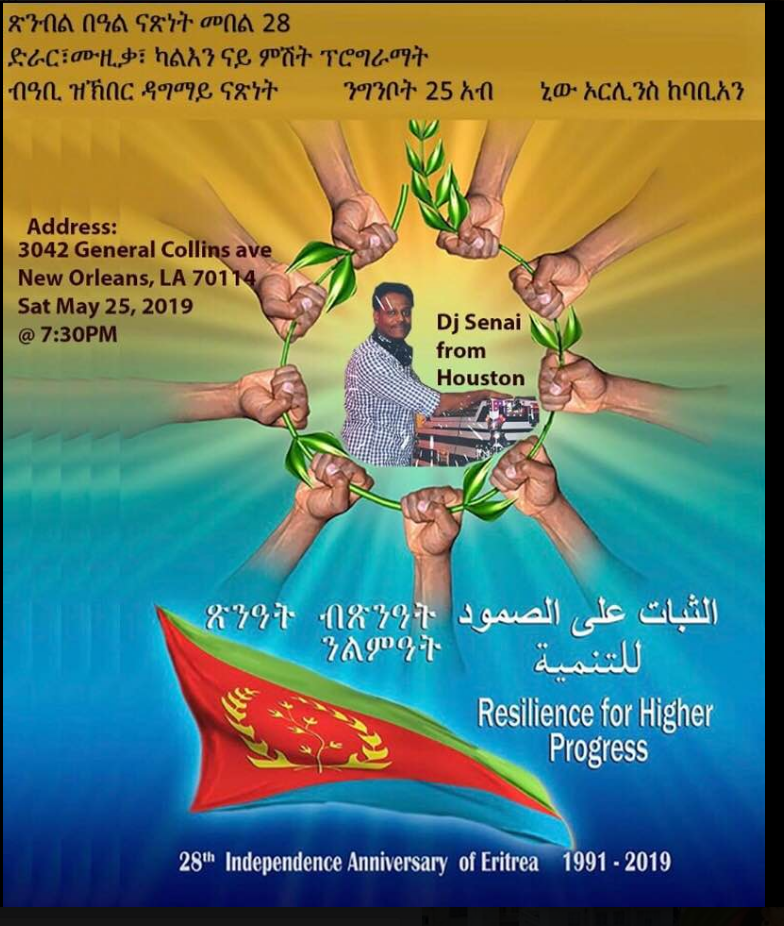 ጽንብል በዓል ናጽነት መበል 28
ድራር፣ሙዚቃ፣ ካልእን ናይ ምሽት ፕሮግራማት
ብዓቢ ዝኽበር ዳግማይ ናጽነት ንግንቦት 25 አብ ኒው ኦርሊንስ ከባቢአን
Address:
3042 General Collins ave
New Orleans, LA 70114
Sat May 25, 2019
@ 7:30PM
Dj Senai
from
Houston
ጽንዓት ብጽንዓት
ንልምዓት
الثبات على الصمود
للتنمية
Resilience for Higher
Progress
28th Independence Anniversary of Eritrea 1991 - 2019